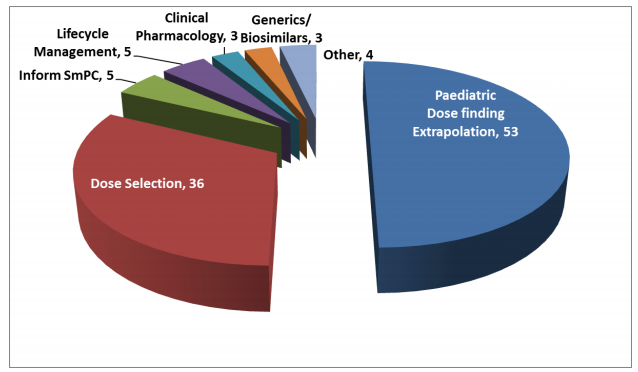 Clinical
Pharmacology, 3
Generics/
Biosimilars, 3
Lifecycle
Management, 5
Other, 4
Inform SmPC, 5
Paediatric
Dose finding
Extrapolation, 53
Dose Selection, 36